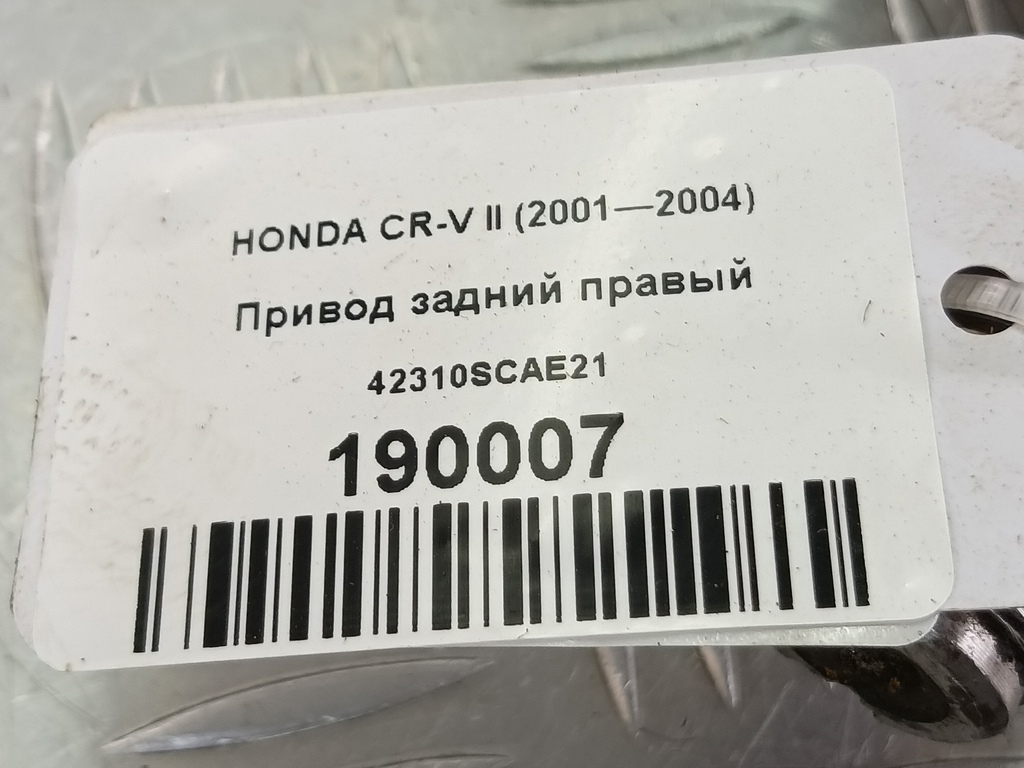 HONDA CR-V II (2001—2004)
Привод задний правый
42310SCAE21
190007